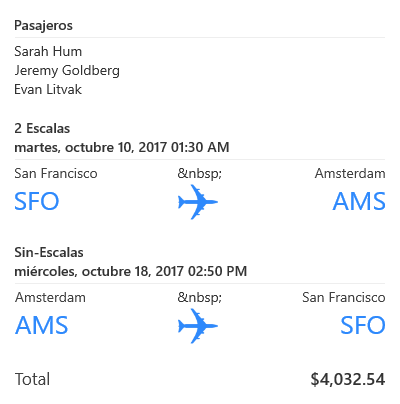 Pasajeros
Sarah Hum
Jeremy Goldberg
Evan Litvak
2 Escalas
martes, octubre 10, 2017 01:30 AM
San Francisco &nbsp; Amsterdam
SFO AMS
Sin-Escalas
miércoles, octubre 18, 2017 02:50 PM
Amsterdam &nbsp; San Francisco
AMS SFO
Total $4,032.54